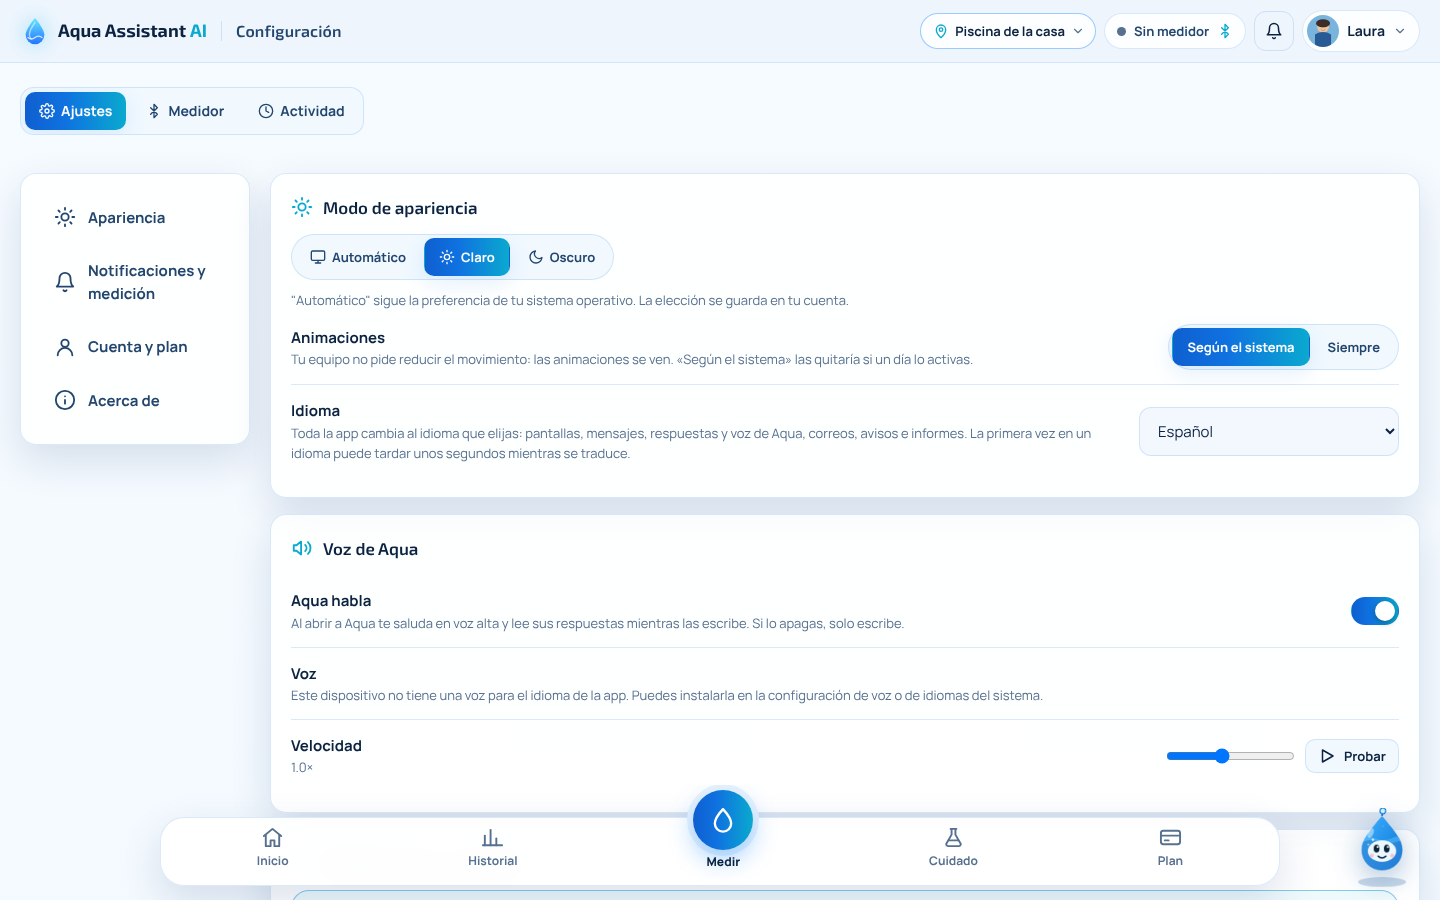 Aqua Assistant AI
Configuración
Piscina de la casa
Sin medidor
Laura
Ajustes
Medidor
Actividad
Apariencia
Notificaciones y
medición
Cuenta y plan
Acerca de
Modo de apariencia
Automático
Claro
Oscuro
"Automático" sigue la preferencia de tu sistema operativo. La elección se guarda en tu cuenta.
Animaciones
Tu equipo no pide reducir el movimiento: las animaciones se ven. «Según el sistema» las quitaría si un día lo activas.
Según el sistema
Siempre
Idioma
Toda la app cambia al idioma que elijas: pantallas, mensajes, respuestas y voz de Aqua, correos, avisos e informes. La primera vez en un
idioma puede tardar unos segundos mientras se traduce.
Español
Voz de Aqua
Aqua habla
Al abrir a Aqua te saluda en voz alta y lee sus respuestas mientras las escribe. Si lo apagas, solo escribe.
Voz
Este dispositivo no tiene una voz para el idioma de la app. Puedes instalarla en la configuración de voz o de idiomas del sistema.
Velocidad
1.0×
Probar
Inicio
Historial
Medir
Cuidado
Plan